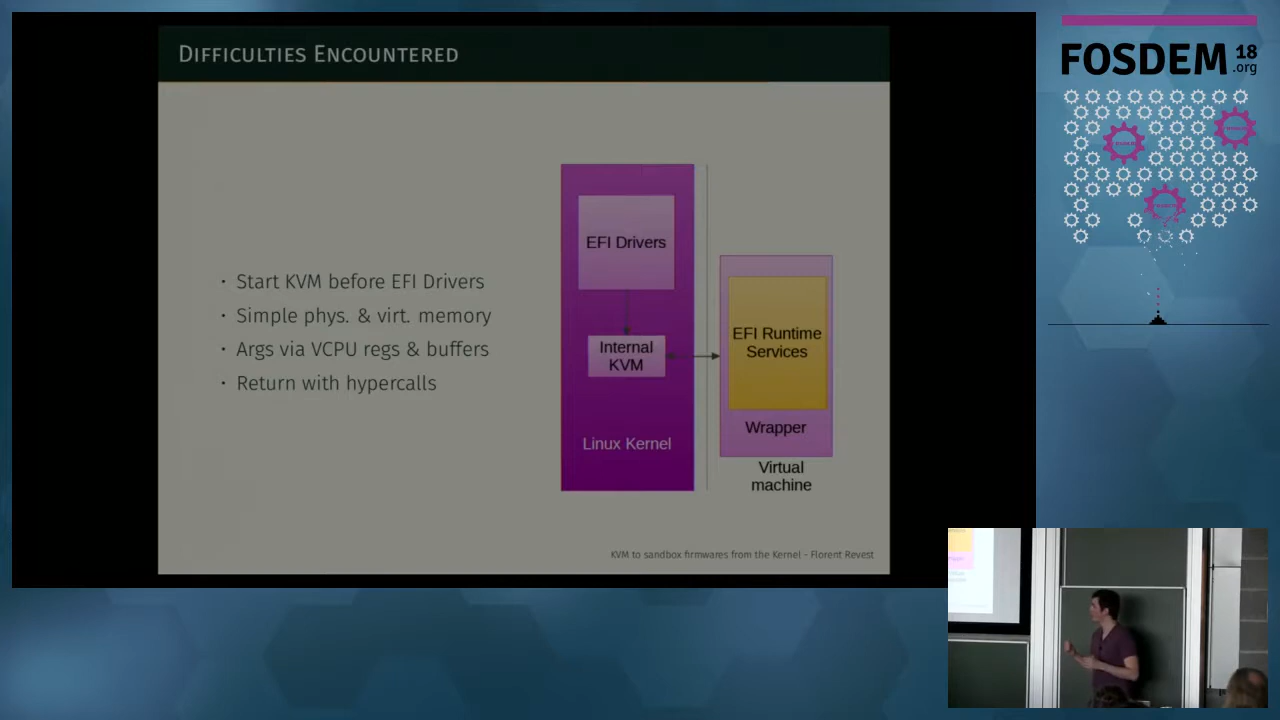 DIFFICULTIES ENCOUNTERED
· Start KVM before EFI Drivers
· Simple phys. & virt. memory
· Args via VCPU regs & buffers
· Return with hypercalls
EFI Drivers
Internal
KVM
Linux Kernel
EFI Runtime
Services
Wrapper
Virtual
machine
KVM to sandbox firmwares from the Kernel - Florent Revest
FOSDEM 18
.org